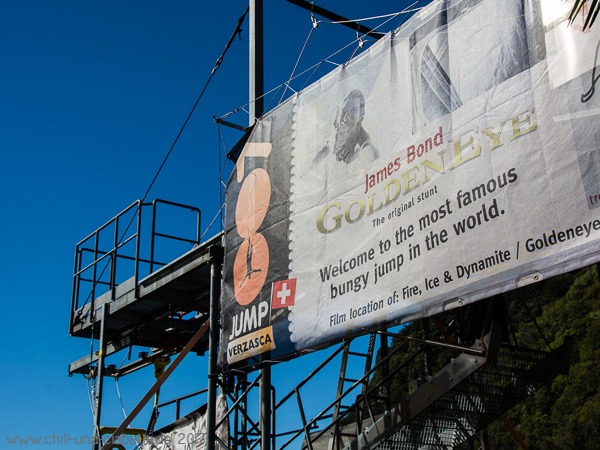 007
JUMP
VERZASCA
James Bond
GOLDENEYE
The original stunt
Welcome to the most famous
bungy jump in the world.
Film location of: Fire, Ice & Dynamite / Goldeneye